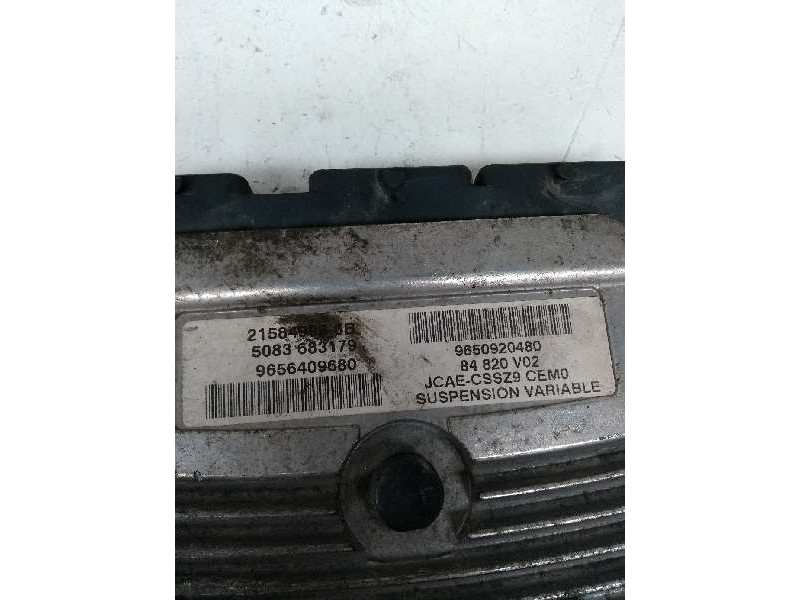 5083 683179
9656409680
9650920480
84 820 V02
JCAE-CSSZ9 CEM0
SUSPENSION VARIABLE